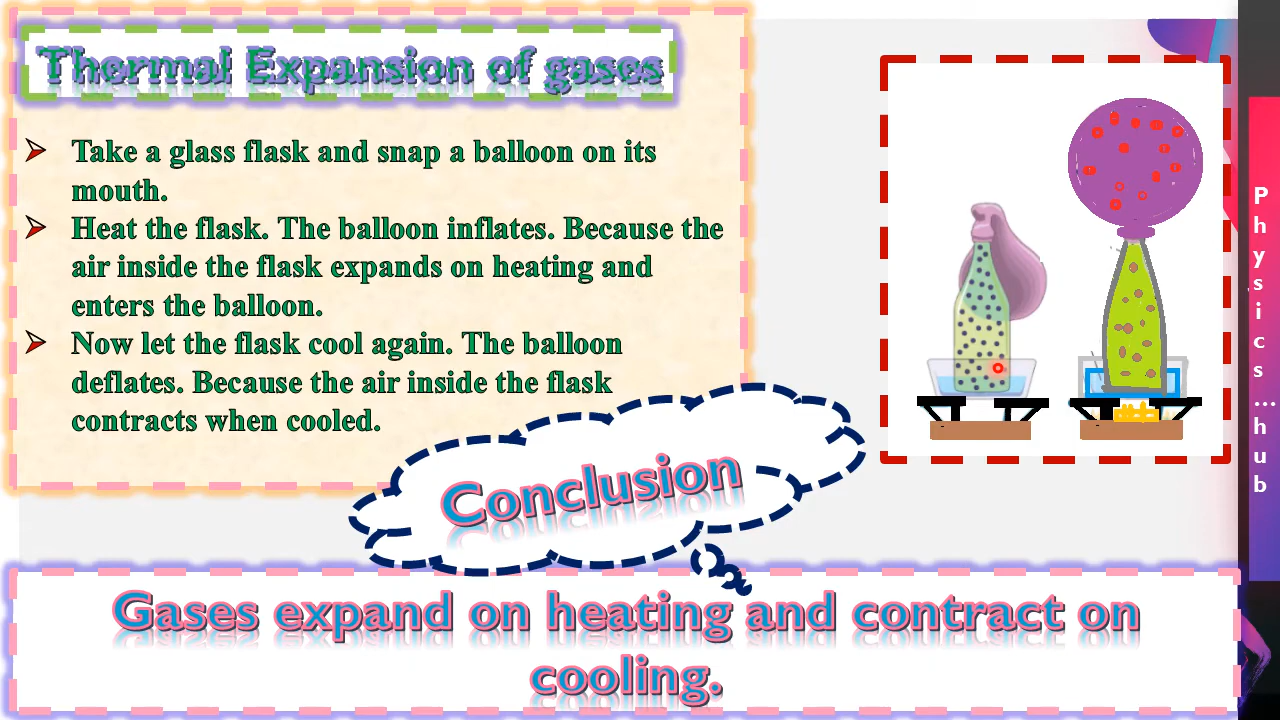 Thermal Expansion of gases
Take a glass flask and snap a balloon on its
mouth.
Heat the flask. The balloon inflates. Because the
air inside the flask expands on heating and
enters the balloon.
Now let the flask cool again. The balloon
deflates. Because the air inside the flask
contracts when cooled.
Conclusion
Gases expand on heating and contract on
cooling.
Physics...hub